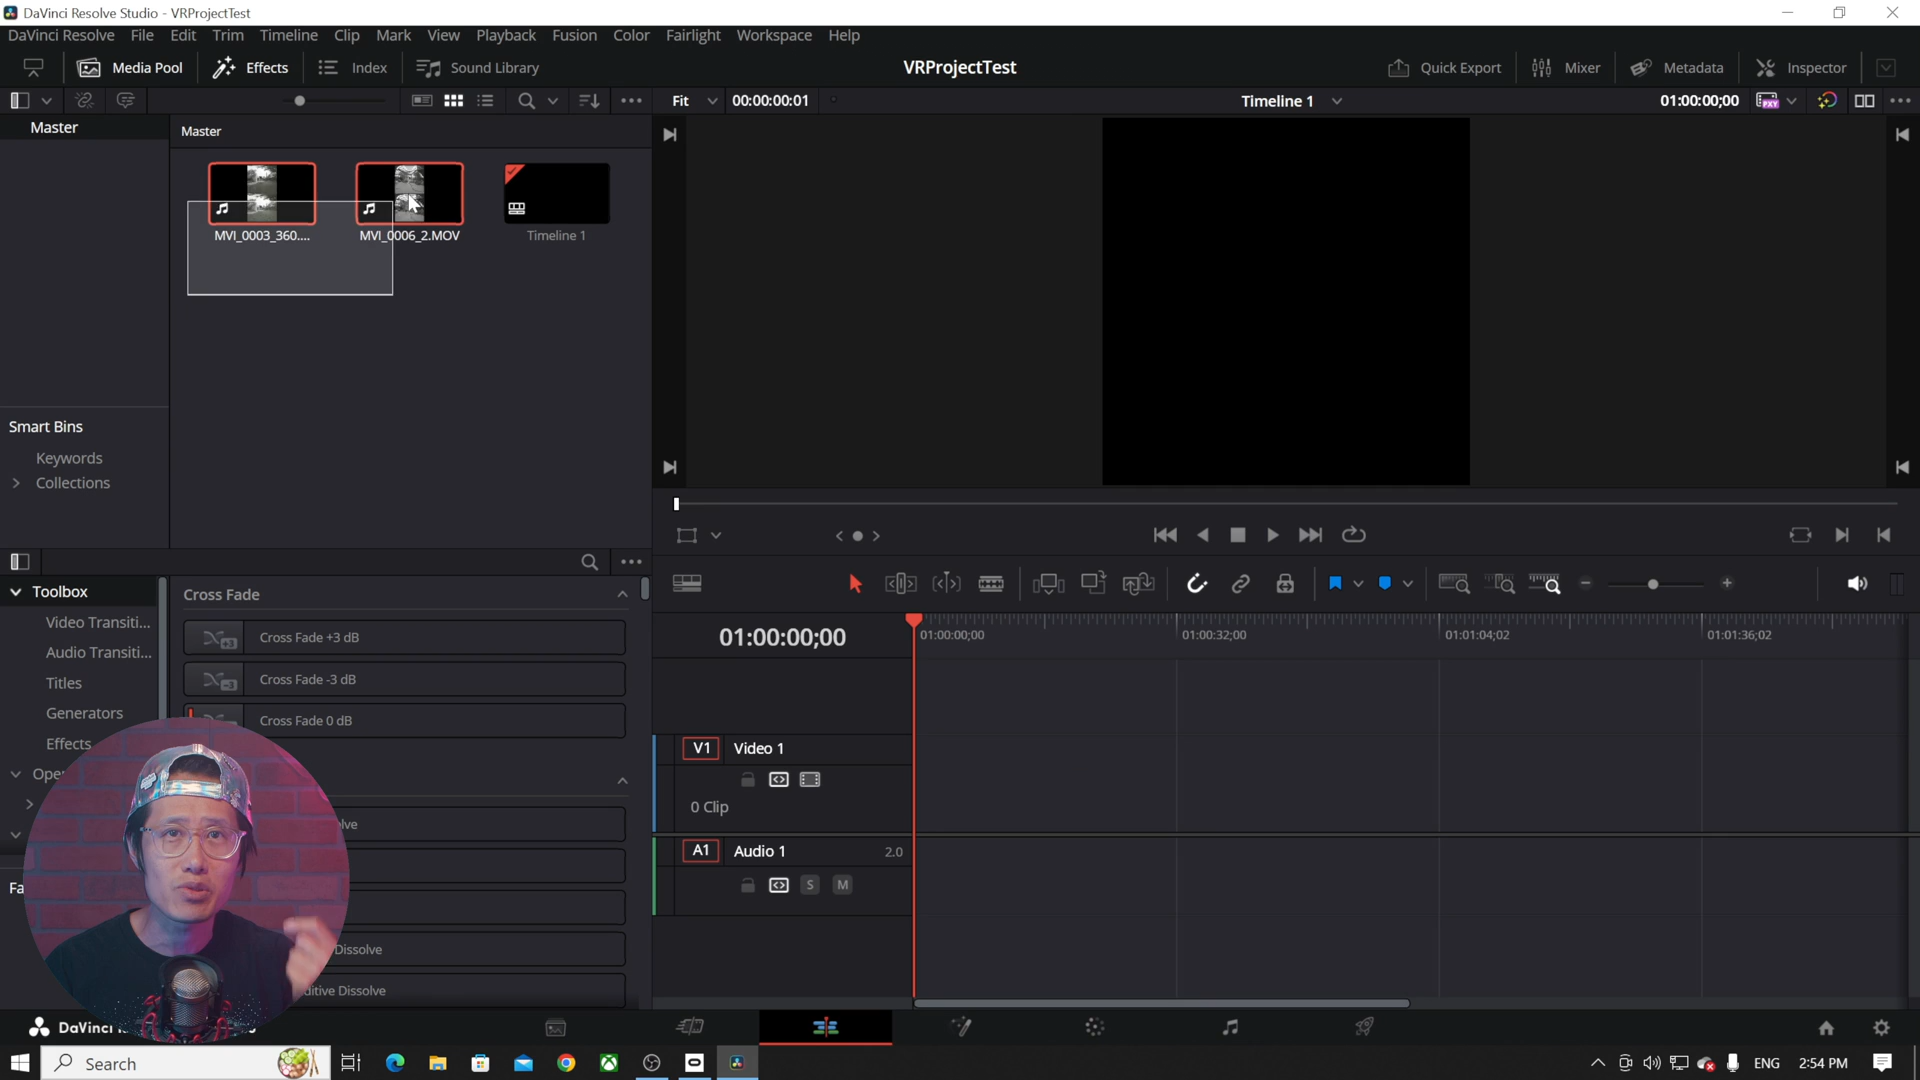 DaVinci Resolve Studio - VRProjectTest
DaVinci Resolve File Edit Trim Timeline Clip Mark View Playback Fusion Color Fairlight Workspace Help
Media Pool Effects Index Sound Library VRProjectTest Quick Export Mixer Metadata Inspector
Fit 00:00:00:01 Timeline 1 01:00:00;00 PXY
Master Master
MVI_0003_360.... MVI_0006_2.MOV Timeline 1
Smart Bins
Keywords
Collections
Toolbox
Video Transiti...
Audio Transiti...
Titles
Generators
Effects
Cross Fade
+3 Cross Fade +3 dB
-3 Cross Fade -3 dB
Cross Fade 0 dB
Dissolve
01:00:00;00
01:00:00;00 01:00:32;00 01:01:04;02 01:01:36;02
V1 Video 1
0 Clip
A1 Audio 1 2.0
S M
Search ENG 2:54 PM